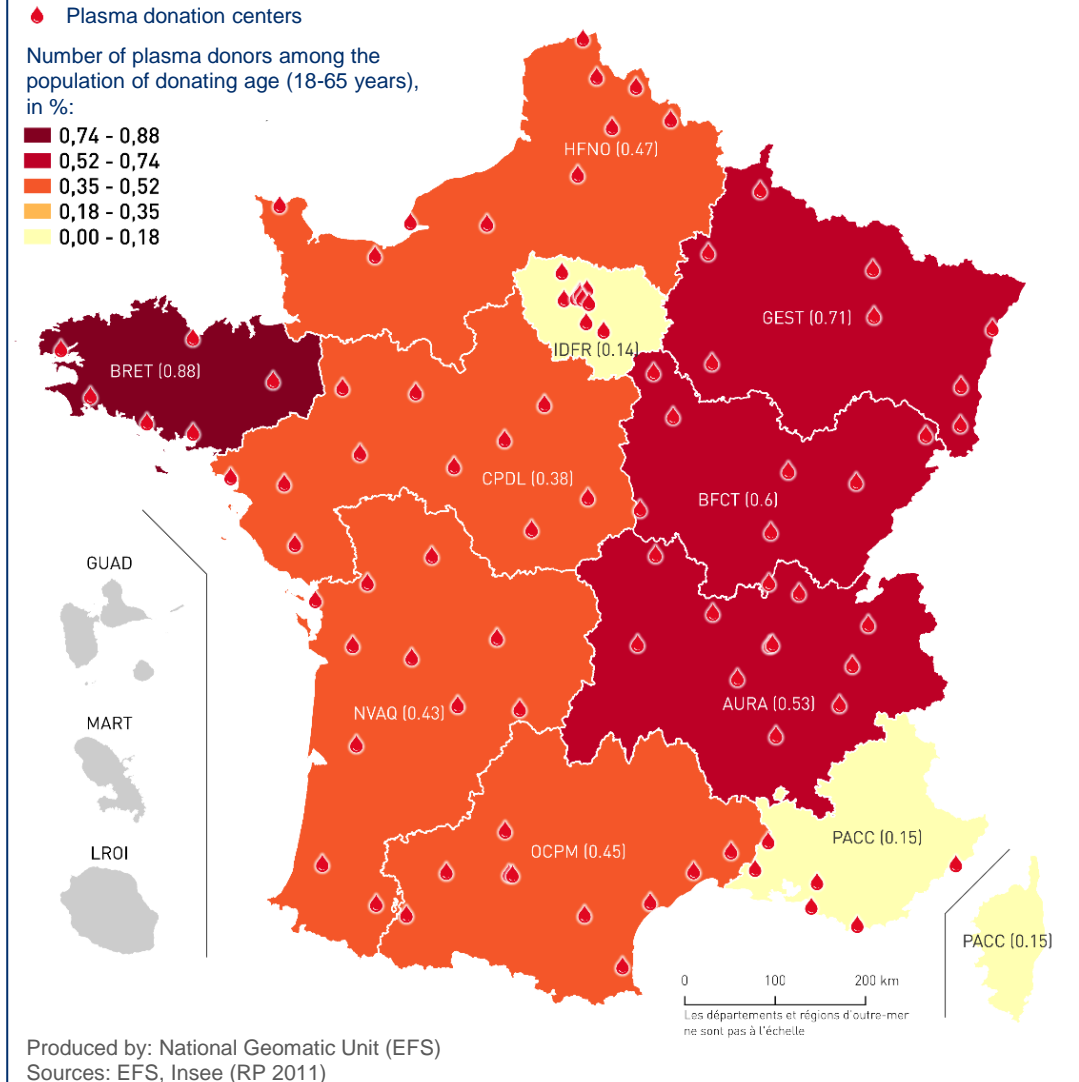 Plasma donation centers
Number of plasma donors among the
population of donating age (18-65 years),
in %:
0,74 - 0,88
0,52 - 0,74
0,35 - 0,52
0,18 - 0,35
0,00 - 0,18
HFNO (0.47)
GEST (0.71)
IDFR (0.14)
BRET (0.88)
CPDL (0.38)
BFCT (0.6)
GUAD
MART
LROI
NVAQ (0.43)
AURA (0.53)
OCPM (0.45)
PACC (0.15)
PACC (0.15)
0 100 200 km
Les départements et régions d'outre-mer
ne sont pas à l'échelle
Produced by: National Geomatic Unit (EFS)
Sources: EFS, Insee (RP 2011)